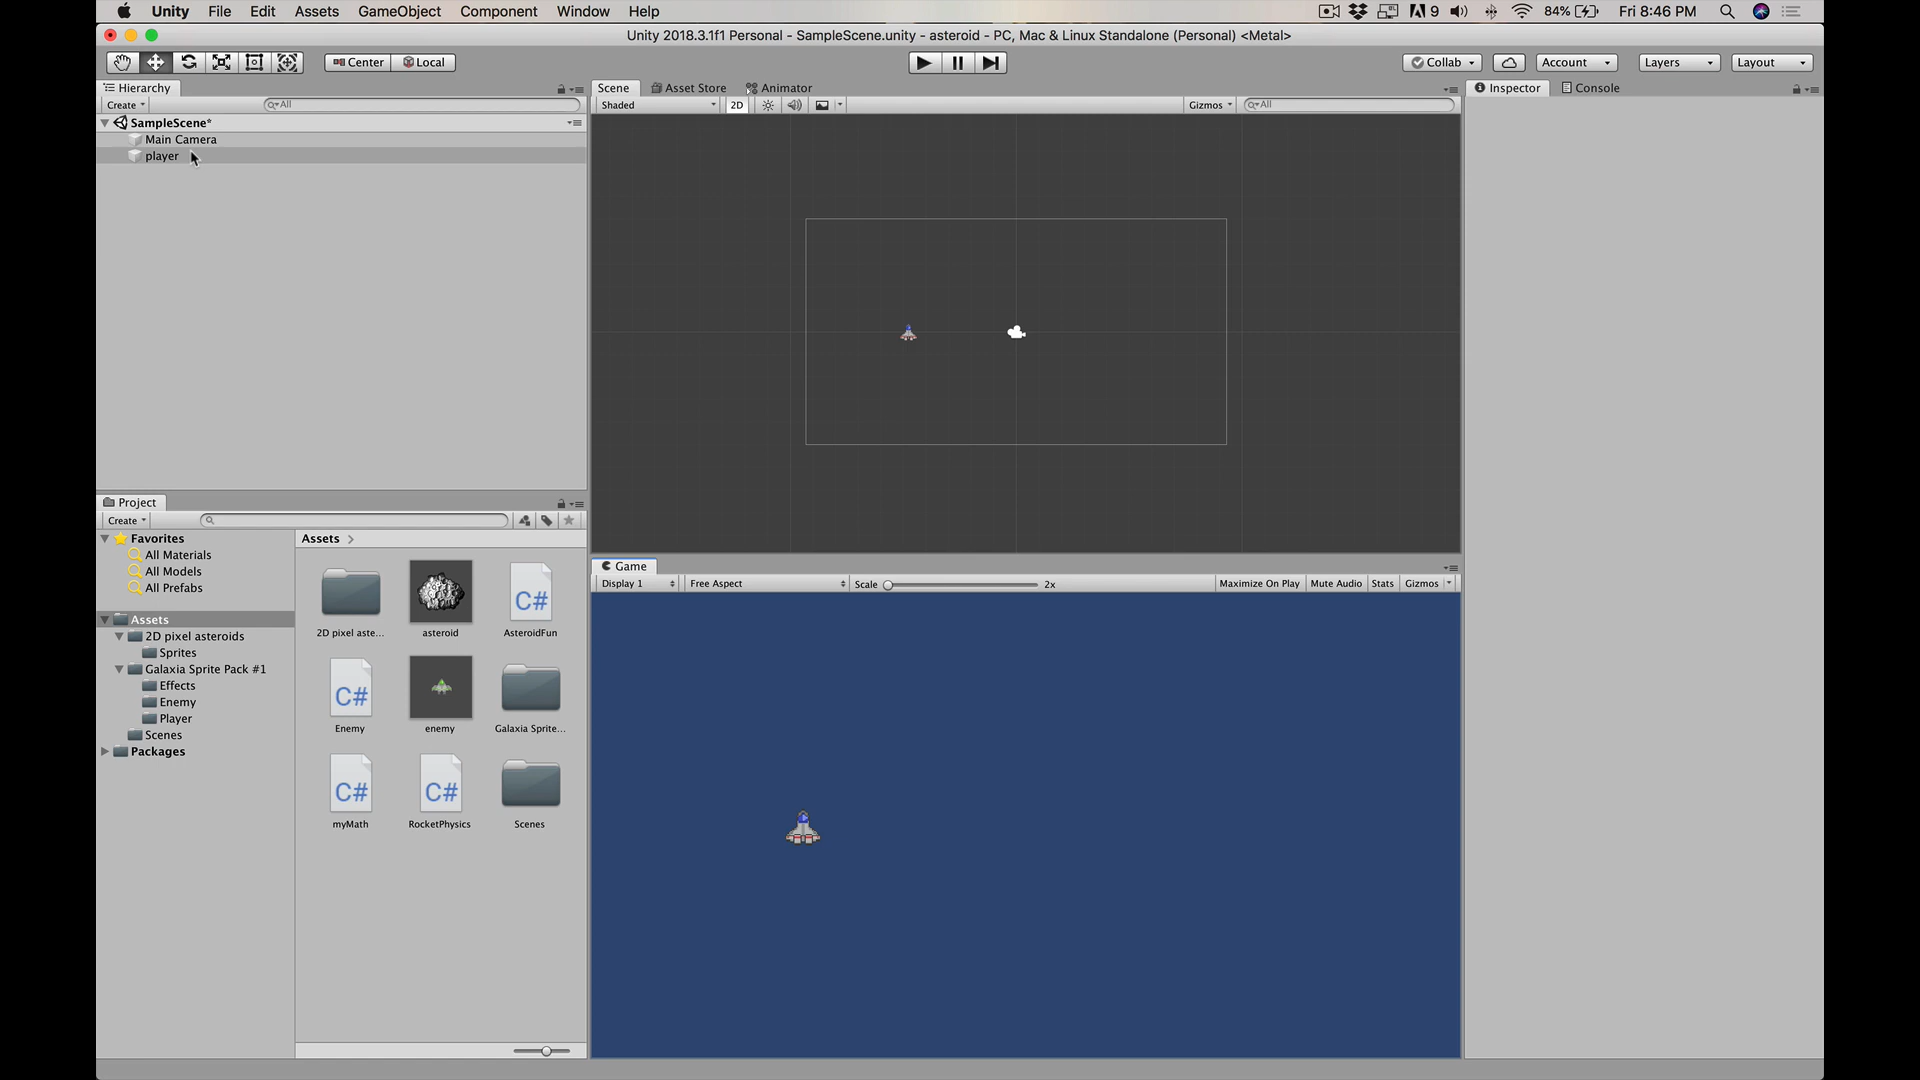 Unity File Edit Assets GameObject Component Window Help 9 84% Fri 8:46 PM
Unity 2018.3.1f1 Personal - SampleScene.unity - asteroid - PC, Mac & Linux Standalone (Personal) <Metal>
Center Local Collab Account Layers Layout
Hierarchy Scene Asset Store Animator Inspector Console
Create All Shaded 2D Gizmos All
SampleScene*
Main Camera
player
Project
Create
Favorites Assets
All Materials
All Models
All Prefabs
Assets
2D pixel asteroids
Sprites
Galaxia Sprite Pack #1
Effects
Enemy
Player
Scenes
Packages
C#
2D pixel aste... asteroid AsteroidFun
C#
Enemy enemy Galaxia Sprite...
C# C#
myMath RocketPhysics Scenes
Game
Display 1 Free Aspect Scale 2x Maximize On Play Mute Audio Stats Gizmos